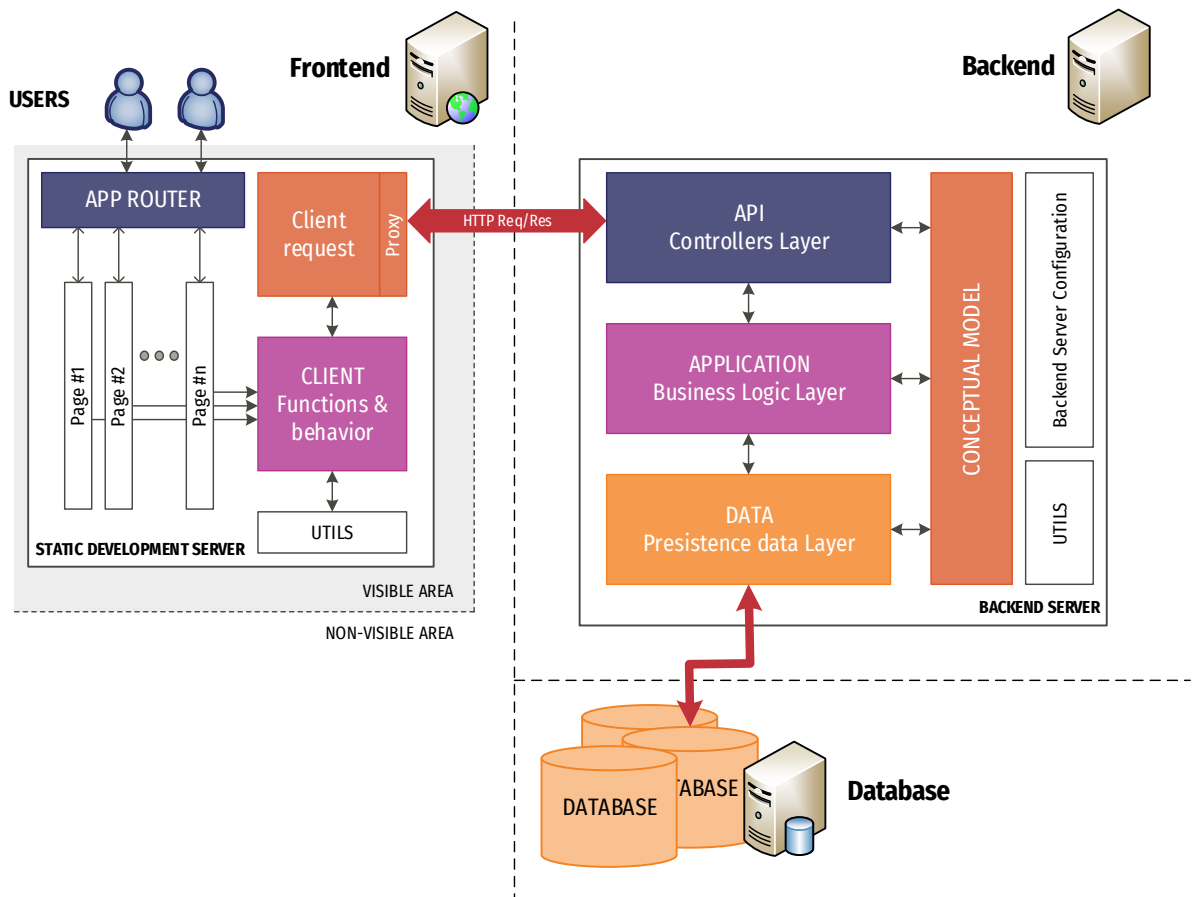 Frontend
Backend
USERS
APP ROUTER
Client
request
Proxy
HTTP Req/Res
API
Controllers Layer
Page #1
Page #2
Page #n
CLIENT
Functions &
behavior
APPLICATION
Business Logic Layer
CONCEPTUAL MODEL
Backend Server Configuration
DATA
Presistence data Layer
UTILS
UTILS
STATIC DEVELOPMENT SERVER
VISIBLE AREA
BACKEND SERVER
NON-VISIBLE AREA
DATABASE
TABASE
Database